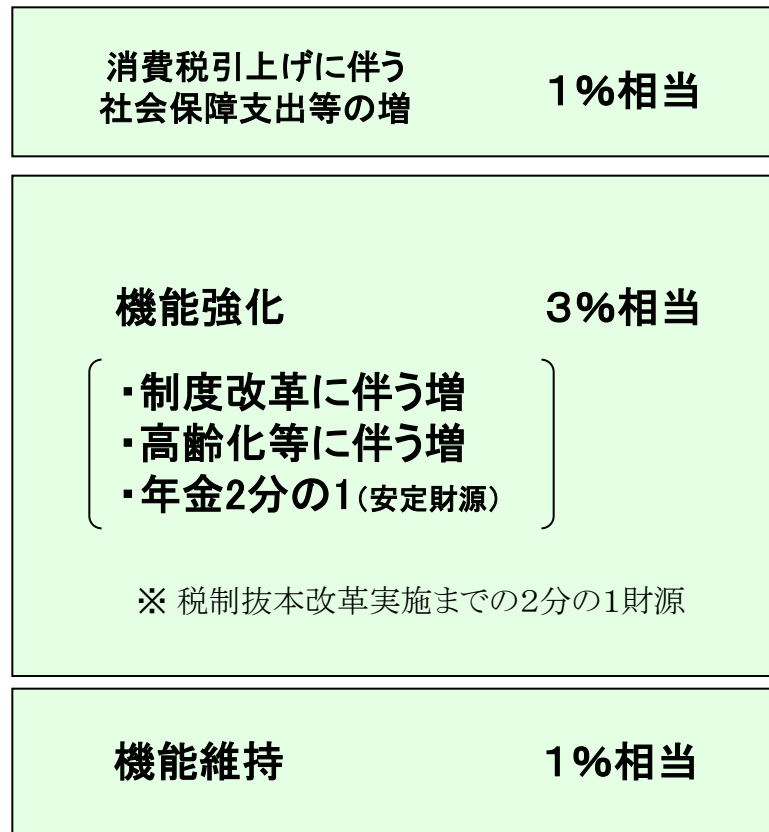 消費税引上げに伴う
社会保障支出等の増 1%相当
機能強化 3%相当
・制度改革に伴う増
・高齢化等に伴う増
・年金2分の1(安定財源)
※ 税制抜本改革実施までの2分の1財源
機能維持 1%相当